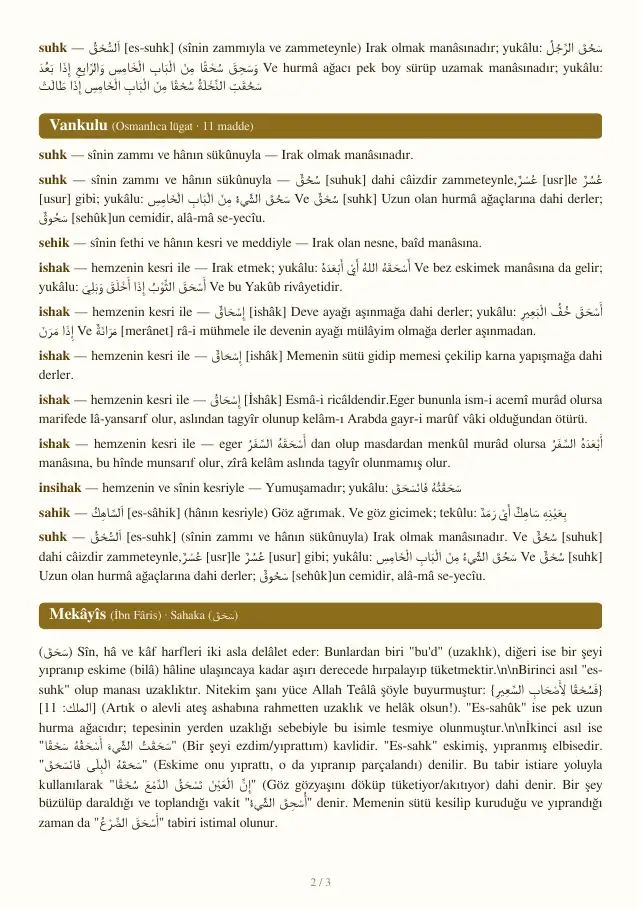 suhk — اَلسُّحْقُ [es-suhk] (sînin zammıyla ve zammeteynle) Irak olmak manâsınadır; yukâlu: سَحُقَ الرَّجُلُ
وَسَحِقَ سُحْقًا مِنَ الْبَابِ الْخَامِسِ وَالرَّابِعِ إِذَا بَعُدَ Ve hurmâ ağacı pek boy sürüp uzamak manâsınadır; yukâlu:
سَحُقَتِ النَّخْلَةُ سُحْقًا مِنَ الْبَابِ الْخَامِسِ إِذَا طَالَتْ
Vankulu (Osmanlıca lügat · 11 madde)
suhk — sînin zammı ve hânın sükûnuyla — Irak olmak manâsınadır.
suhk — sînin zammı ve hânın sükûnuyla — سُحُقٌ [suhuk] dahi câizdir zammeteynle,عُسْرٌ [usr]le عُسُرٌ
[usur] gibi; yukâlu: سَحُقَ الشَّيْءُ مِنَ الْبَابِ الْخَامِسِ Ve سُحُقٌ [suhk] Uzun olan hurmâ ağaçlarına dahi derler;
سَحُوقٌ [sehûk]un cemidir, alâ-mâ se-yecîu.
sehik — sînin fethi ve hânın kesri ve meddiyle — Irak olan nesne, baîd manâsına.
ishak — hemzenin kesri ile — Irak etmek; yukâlu: أَسْحَقَهُ اللهُ أَيْ أَبْعَدَهُ Ve bez eskimek manâsına da gelir;
yukâlu: أَسْحَقَ الثَّوْبُ إِذَا أَخْلَقَ وَبَلِيَ Ve bu Yakûb rivâyetidir.
ishak — hemzenin kesri ile — إِسْحَاقٌ [ishâk] Deve ayağı aşınmağa dahi derler; yukâlu: أَسْحَقَ خُفُّ الْبَعِيرِ
إِذَا مَرَنَ Ve مَرَانَةٌ [merânet] râ-i mühmele ile devenin ayağı mülâyim olmağa derler aşınmadan.
ishak — hemzenin kesri ile — إِسْحَاقٌ [ishâk] Memenin sütü gidip memesi çekilip karna yapışmağa dahi
derler.
ishak — hemzenin kesri ile — إِسْحَاقُ [İshâk] Esmâ-i ricâldendir.Eger bununla ism-i acemî murâd olursa
marifede lâ-yansarıf olur, aslından tagyîr olunup kelâm-ı Arabda gayr-i marûf vâki olduğundan ötürü.
ishak — hemzenin kesri ile — eger أَسْحَقَهُ السَّفَرُ dan olup masdardan menkûl murâd olursa أَبْعَدَهُ السَّفَرُ
manâsına, bu hînde munsarıf olur, zîrâ kelâm aslında tagyîr olunmamış olur.
insihak — hemzenin ve sînin kesriyle — Yumuşamadır; yukâlu: سَحَقْتُهُ فَانْسَحَقَ
sahik — اَلسَّاهِكُ [es-sâhik] (hânın kesriyle) Göz ağrımak. Ve göz gicimek; tekûlu: بِعَيْنِهِ سَاهِكٌ أَيْ رَمَدٌ
suhk — اَلسُّحْقُ [es-suhk] (sînin zammı ve hânın sükûnuyla) Irak olmak manâsınadır. Ve سُحُقٌ [suhuk]
dahi câizdir zammeteynle,عُسْرٌ [usr]le عُسُرٌ [usur] gibi; yukâlu: سَحُقَ الشَّيْءُ مِنَ الْبَابِ الْخَامِسِ Ve سُحُقٌ [suhk]
Uzun olan hurmâ ağaçlarına dahi derler; سَحُوقٌ [sehûk]un cemidir, alâ-mâ se-yecîu.
Mekâyîs (İbn Fâris) · Sahaka (سَحَقَ)
(سَحَقَ) Sîn, hâ ve kâf harfleri iki asla delâlet eder: Bunlardan biri "bu'd" (uzaklık), diğeri ise bir şeyi
yıpranıp eskime (bilâ) hâline ulaşıncaya kadar aşırı derecede hırpalayıp tüketmektir.\n\nBirinci asıl "es-
suhk" olup manası uzaklıktır. Nitekim şanı yüce Allah Teâlâ şöyle buyurmuştur: {فَسُحْقًا لِأَصْحَابِ السَّعِيرِ}
[الملك: 11] (Artık o alevli ateş ashabına rahmetten uzaklık ve helâk olsun!). "Es-sahûk" ise pek uzun
hurma ağacıdır; tepesinin yerden uzaklığı sebebiyle bu isimle tesmiye olunmuştur.\n\nİkinci asıl ise
"سَحَقْتُ الشَّيْءَ أَسْحَقُهُ سَحْقًا" (Bir şeyi ezdim/yıprattım) kavlidir. "Es-sahk" eskimiş, yıpranmış elbisedir.
"سَحَقَهُ الْبِلَى فَانْسَحَقَ" (Eskime onu yıprattı, o da yıpranıp parçalandı) denilir. Bu tabir istiare yoluyla
kullanılarak "إِنَّ الْعَيْنَ تَسْحَقُ الدَّمْعَ سُحْقًا" (Göz gözyaşını döküp tüketiyor/akıtıyor) dahi denir. Bir şey
büzülüp daraldığı ve toplandığı vakit "أُسْحِقَ الشَّيْءُ" denir. Memenin sütü kesilip kuruduğu ve yıprandığı
zaman da "أَسْحَقَ الضَّرْعُ" tabiri istimal olunur.
2 / 3